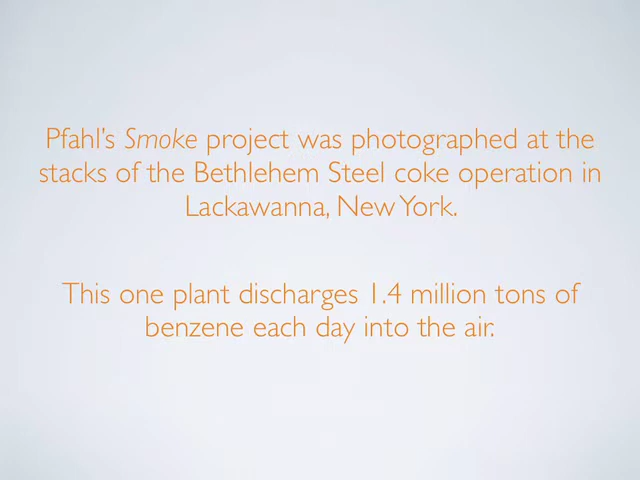 Pfahl's Smoke project was photographed at the
stacks of the Bethlehem Steel coke operation in
Lackawanna, New York.
This one plant discharges 1.4 million tons of
benzene each day into the air.